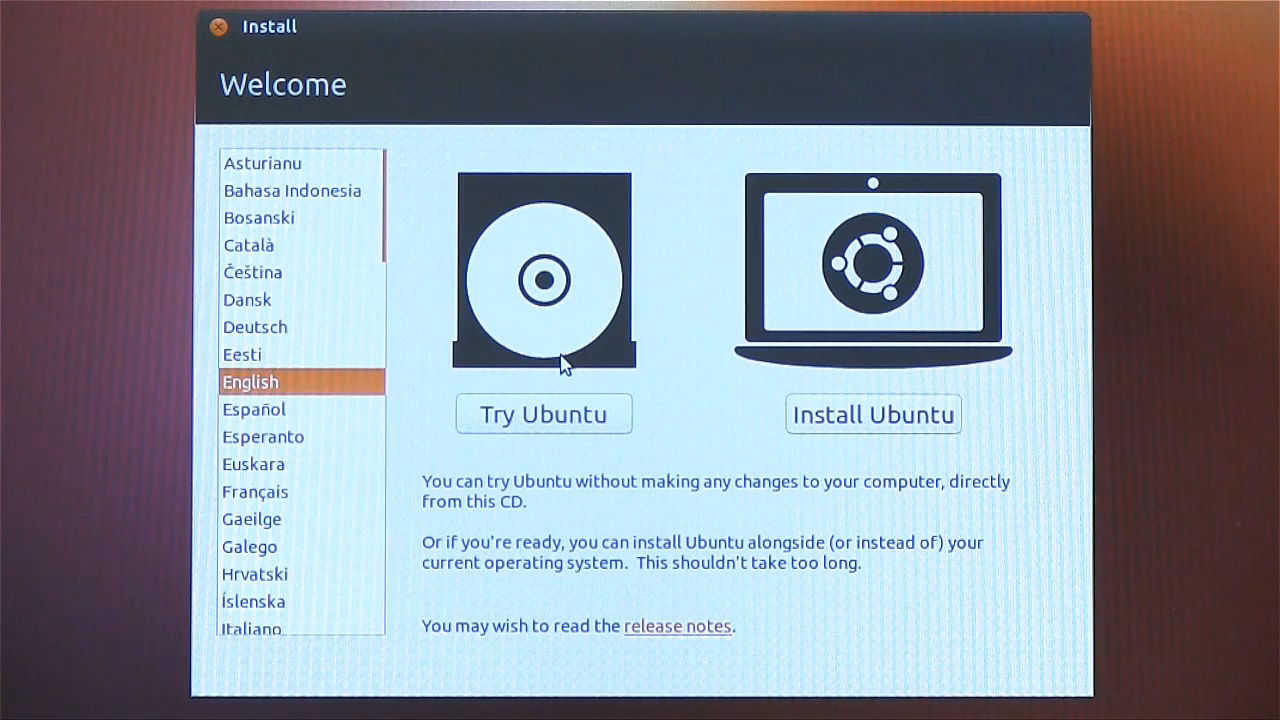 Install
Welcome
Asturianu
Bahasa Indonesia
Bosanski
Català
Čeština
Dansk
Deutsch
Eesti
English
Español
Esperanto
Euskara
Français
Gaeilge
Galego
Hrvatski
Íslenska
Italiano
Try Ubuntu
Install Ubuntu
You can try Ubuntu without making any changes to your computer, directly
from this CD.
Or if you're ready, you can install Ubuntu alongside (or instead of) your
current operating system.  This shouldn't take too long.
You may wish to read the release notes.